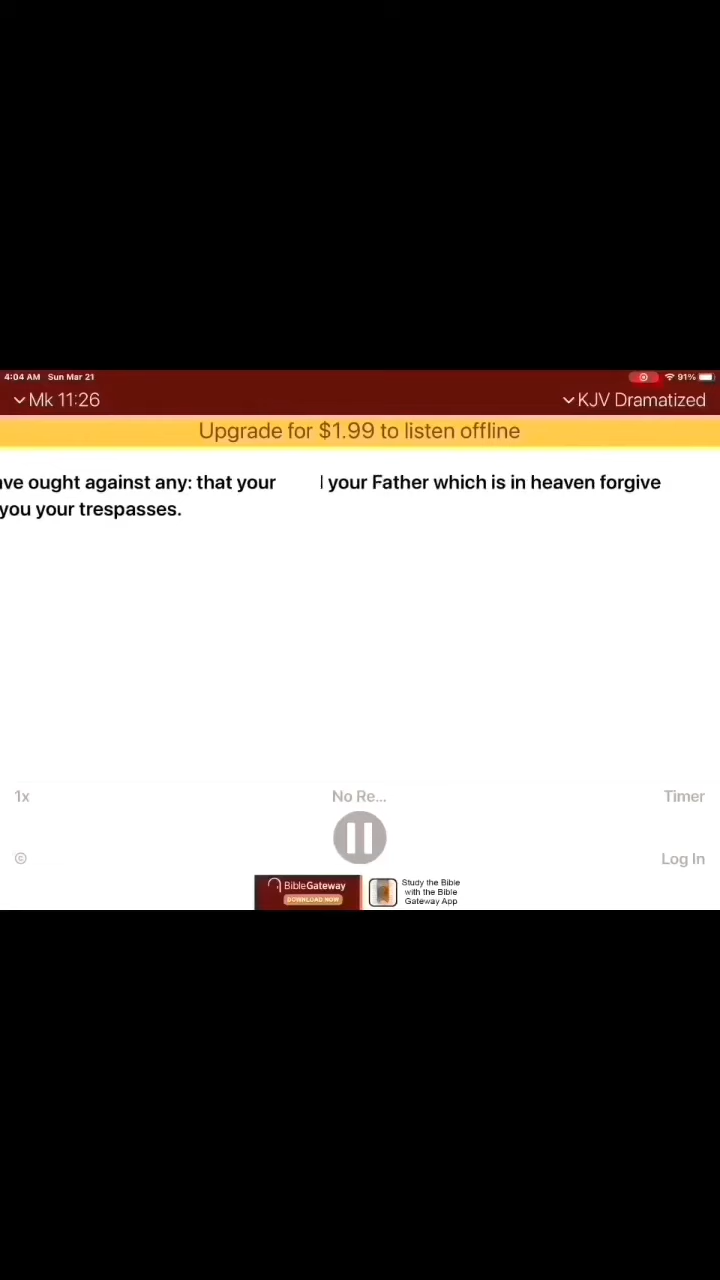 4:04 AM Sun Mar 21
91%
Mk 11:26
KJV Dramatized
Upgrade for $1.99 to listen offline
ve ought against any: that your
l your Father which is in heaven forgive
you your trespasses.
1x
No Re...
Timer
©
Log In
BibleGateway
DOWNLOAD NOW
Study the Bible
with the Bible
Gateway App